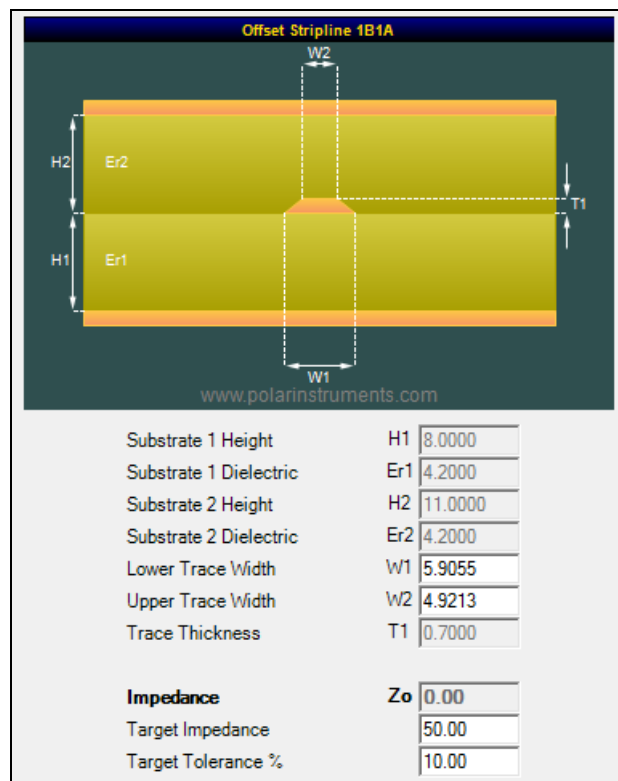 Offset Stripline 1B1A
W2
H2 Er2
T1
H1 Er1
W1
www.polarinstruments.com
Substrate 1 Height H1 8.0000
Substrate 1 Dielectric Er1 4.2000
Substrate 2 Height H2 11.0000
Substrate 2 Dielectric Er2 4.2000
Lower Trace Width W1 5.9055
Upper Trace Width W2 4.9213
Trace Thickness T1 0.7000
Impedance Zo 0.00
Target Impedance 50.00
Target Tolerance % 10.00